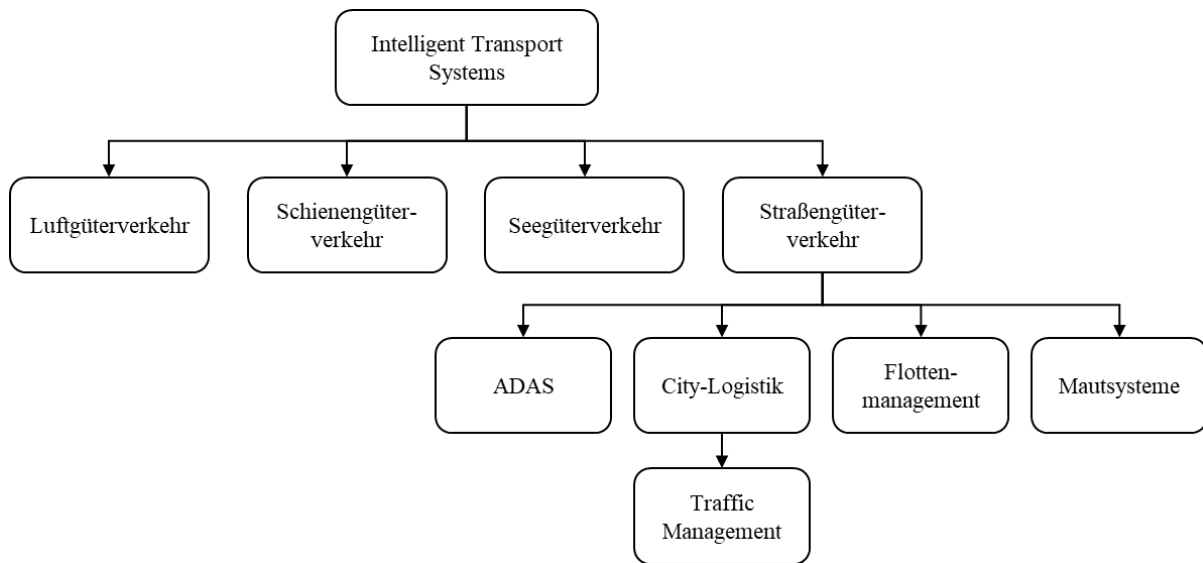 Intelligent Transport
Systems
Luftgüterverkehr
Schienengüter-
verkehr
Seegüterverkehr
Straßengüter-
verkehr
ADAS
City-Logistik
Flotten-
management
Mautsysteme
Traffic
Management